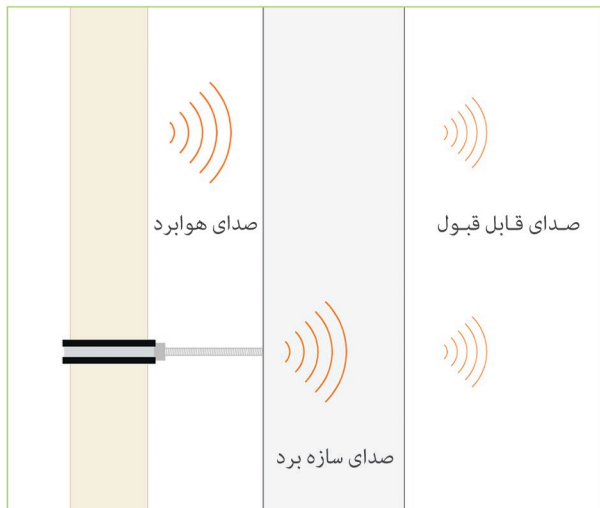 صدای هوابرد
صدای قابل قبول
صدای سازه برد